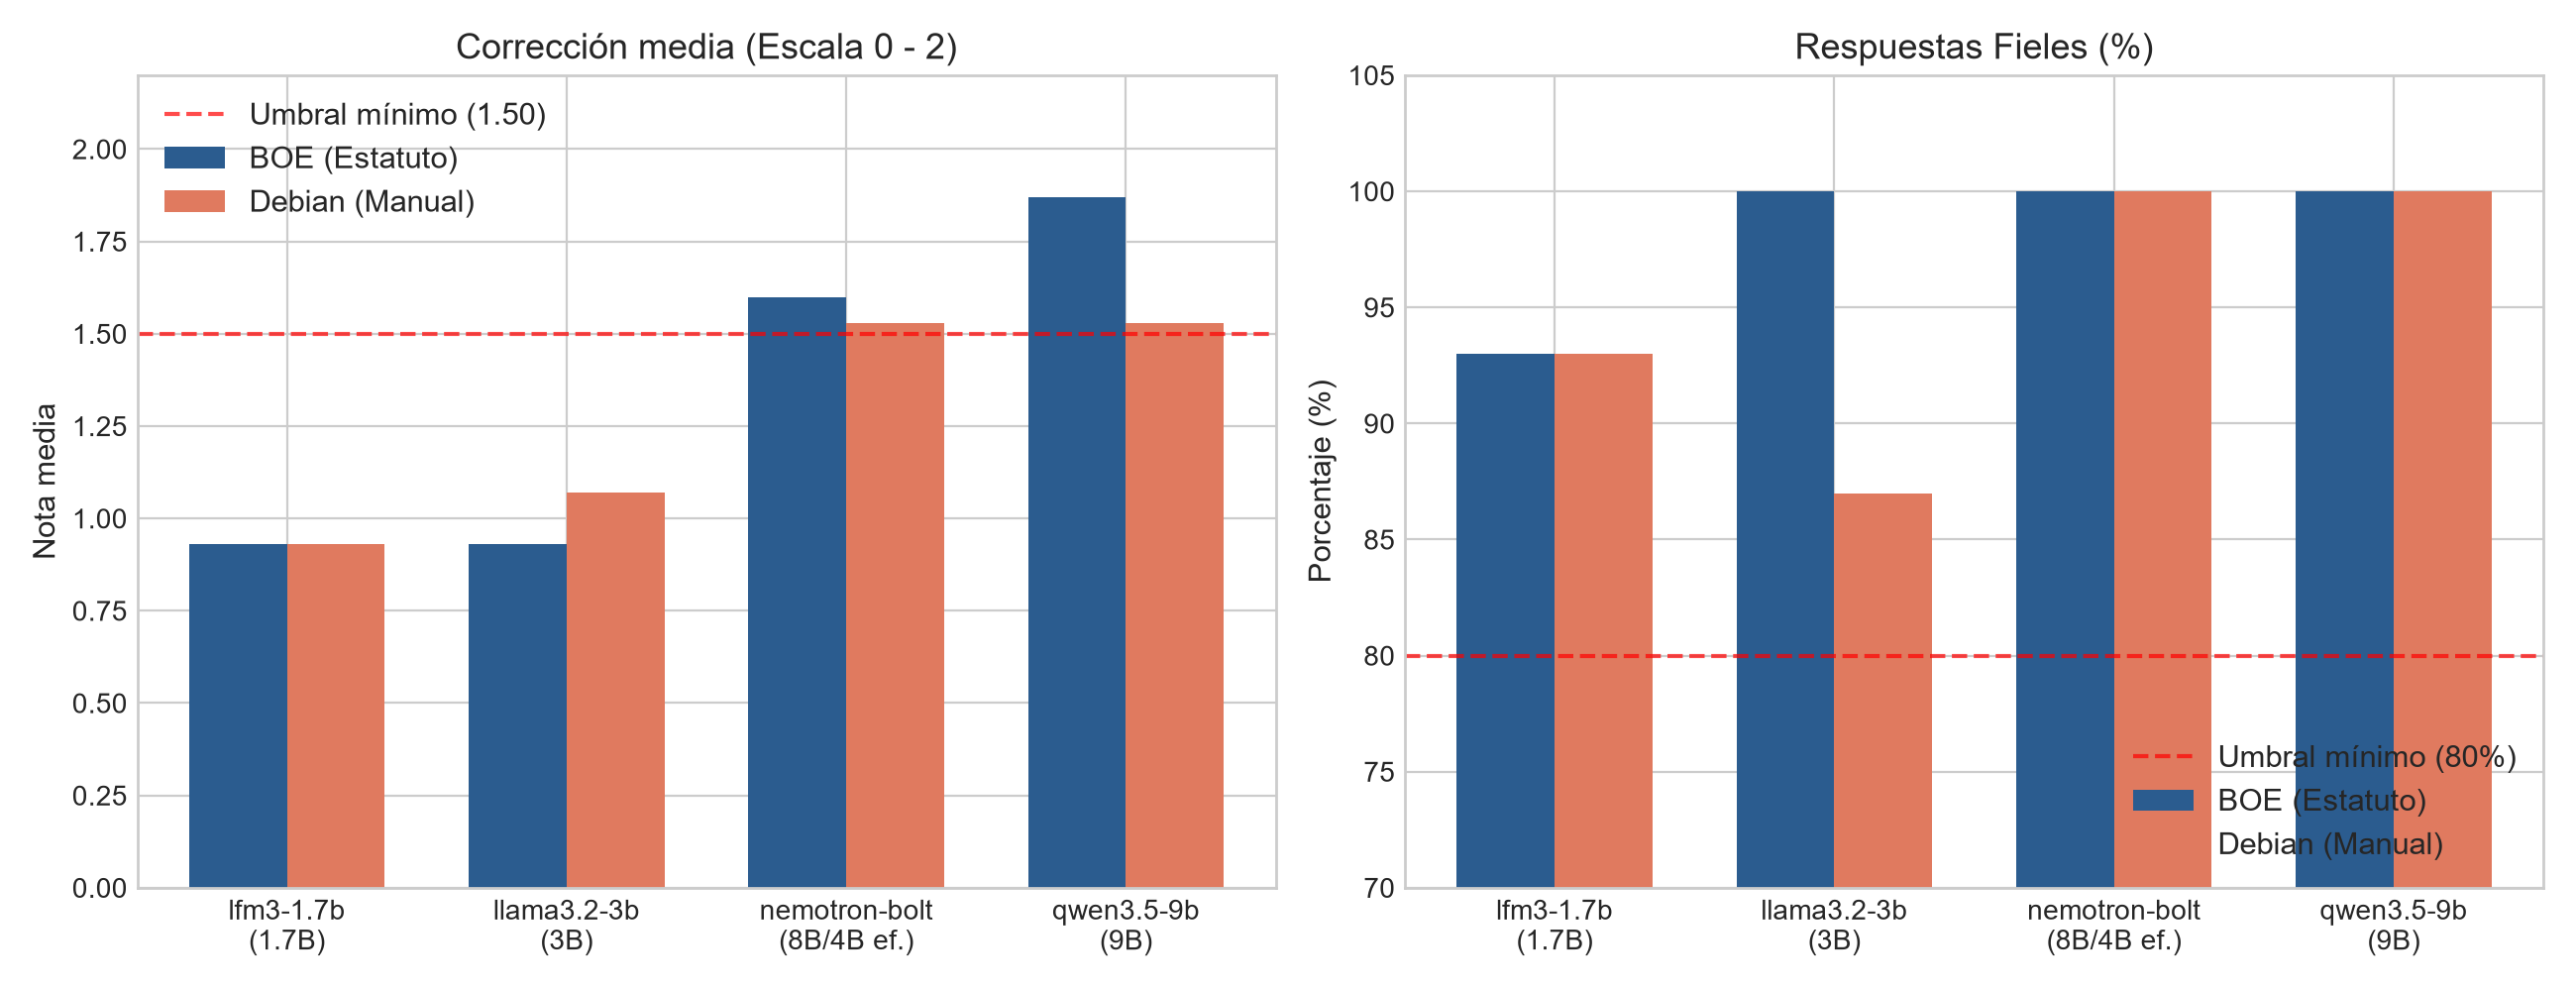 Corrección media (Escala 0 - 2)
Umbral mínimo (1.50)
BOE (Estatuto)
Debian (Manual)
Nota media
2.00
1.75
1.50
1.25
1.00
0.75
0.50
0.25
0.00
lfm3-1.7b
(1.7B)
llama3.2-3b
(3B)
nemotron-bolt
(8B/4B ef.)
qwen3.5-9b
(9B)
Respuestas Fieles (%)
Porcentaje (%)
105
100
95
90
85
80
75
70
Umbral mínimo (80%)
BOE (Estatuto)
Debian (Manual)
lfm3-1.7b
(1.7B)
llama3.2-3b
(3B)
nemotron-bolt
(8B/4B ef.)
qwen3.5-9b
(9B)